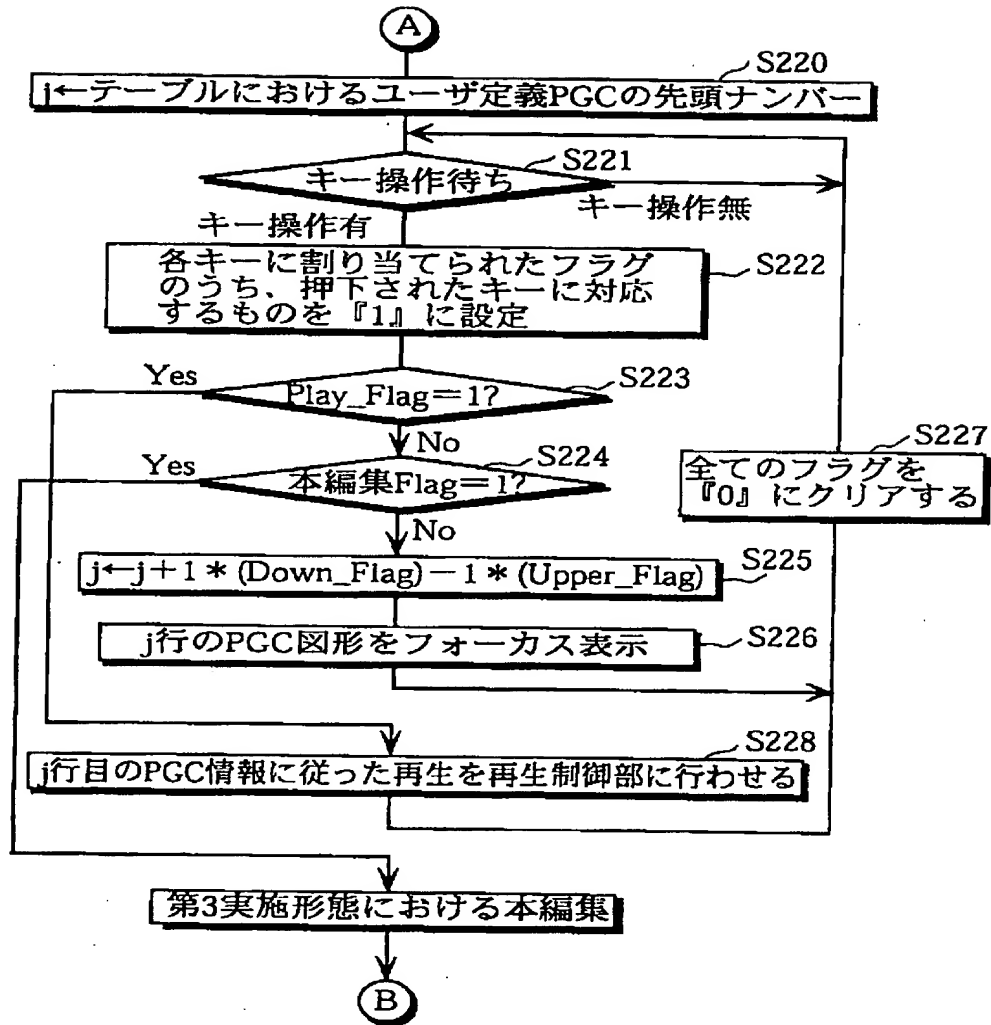 A
S220
j←テーブルにおけるユーザ定義PGCの先頭ナンバー
S221
キー操作待ち
キー操作無
キー操作有
S222
各キーに割り当てられたフラグ
のうち、押下されたキーに対応
するものを『1』に設定
Yes
S223
Play_Flag=1?
No
S227
Yes
S224
全てのフラグを
『0』にクリアする
本編集Flag=1?
No
S225
j←j+1*(Down_Flag)−1*(Upper_Flag)
S226
j行のPGC図形をフォーカス表示
S228
j行目のPGC情報に従った再生を再生制御部に行わせる
第3実施形態における本編集
B